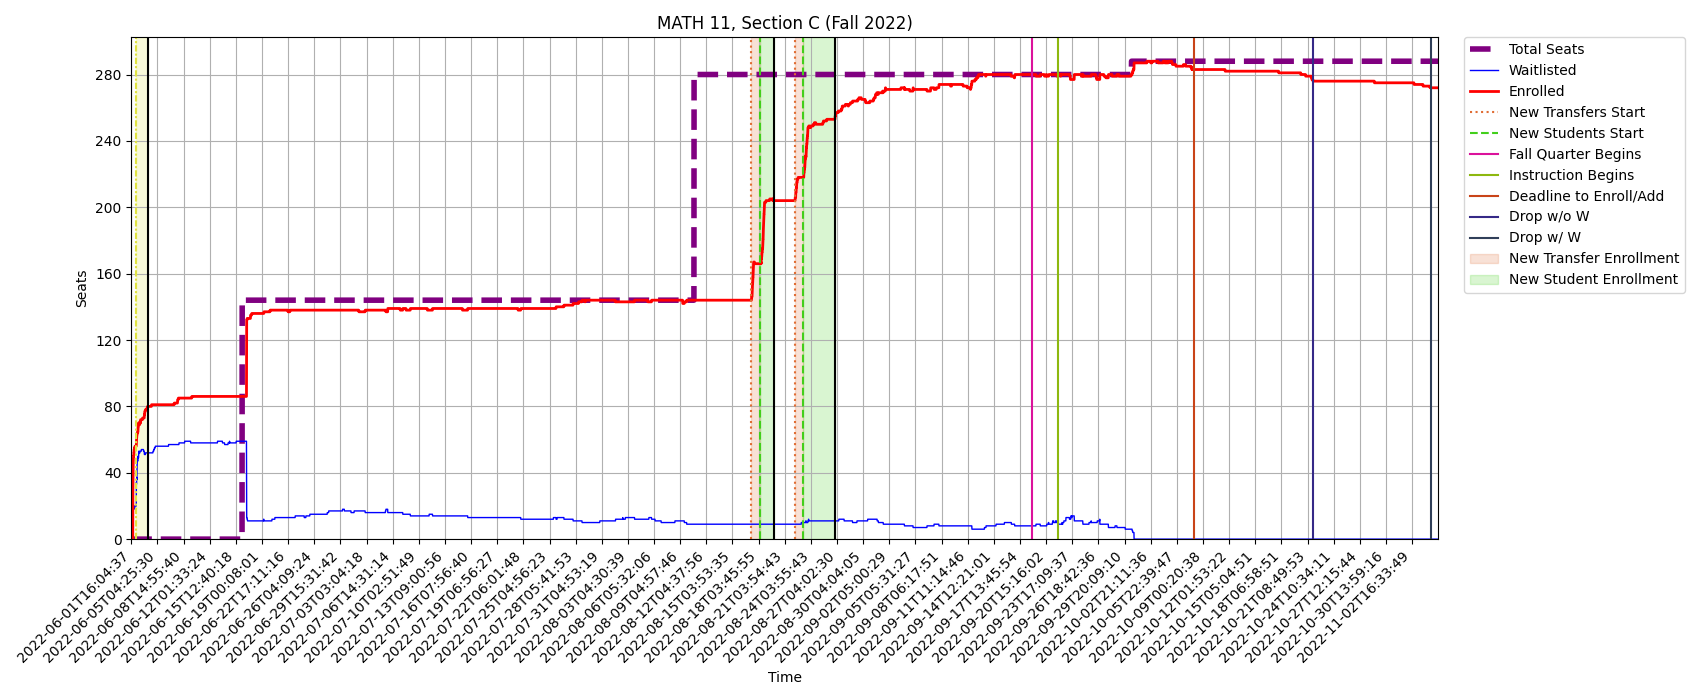 MATH 11, Section C (Fall 2022)
280
240
200
160
120
80
40
0
Seats
2022-06-01T16:04:37
2022-06-05T04:25:30
2022-06-08T14:55:40
2022-06-12T01:33:24
2022-06-15T12:40:18
2022-06-19T00:08:01
2022-06-22T17:11:16
2022-06-26T04:09:24
2022-06-29T15:31:42
2022-07-03T03:04:18
2022-07-06T14:31:14
2022-07-10T02:51:49
2022-07-13T09:00:56
2022-07-16T07:56:40
2022-07-19T06:56:27
2022-07-22T06:01:48
2022-07-25T04:56:23
2022-07-28T05:41:53
2022-07-31T04:53:19
2022-08-03T04:30:39
2022-08-06T05:32:06
2022-08-09T04:57:46
2022-08-12T04:37:56
2022-08-15T03:53:35
2022-08-18T03:45:55
2022-08-21T03:54:43
2022-08-24T03:55:43
2022-08-27T04:02:30
2022-08-30T04:04:05
2022-09-02T05:00:29
2022-09-05T05:31:27
2022-09-08T06:17:51
2022-09-11T11:14:46
2022-09-14T12:21:01
2022-09-17T13:45:54
2022-09-20T15:16:02
2022-09-23T17:09:37
2022-09-26T18:42:36
2022-09-29T20:09:10
2022-10-02T21:11:36
2022-10-05T22:39:47
2022-10-09T00:20:38
2022-10-12T01:53:22
2022-10-15T05:04:51
2022-10-18T06:58:51
2022-10-21T08:49:53
2022-10-24T10:34:11
2022-10-27T12:15:44
2022-10-30T13:59:16
2022-11-02T16:33:49
Time
Total Seats
Waitlisted
Enrolled
New Transfers Start
New Students Start
Fall Quarter Begins
Instruction Begins
Deadline to Enroll/Add
Drop w/o W
Drop w/ W
New Transfer Enrollment
New Student Enrollment